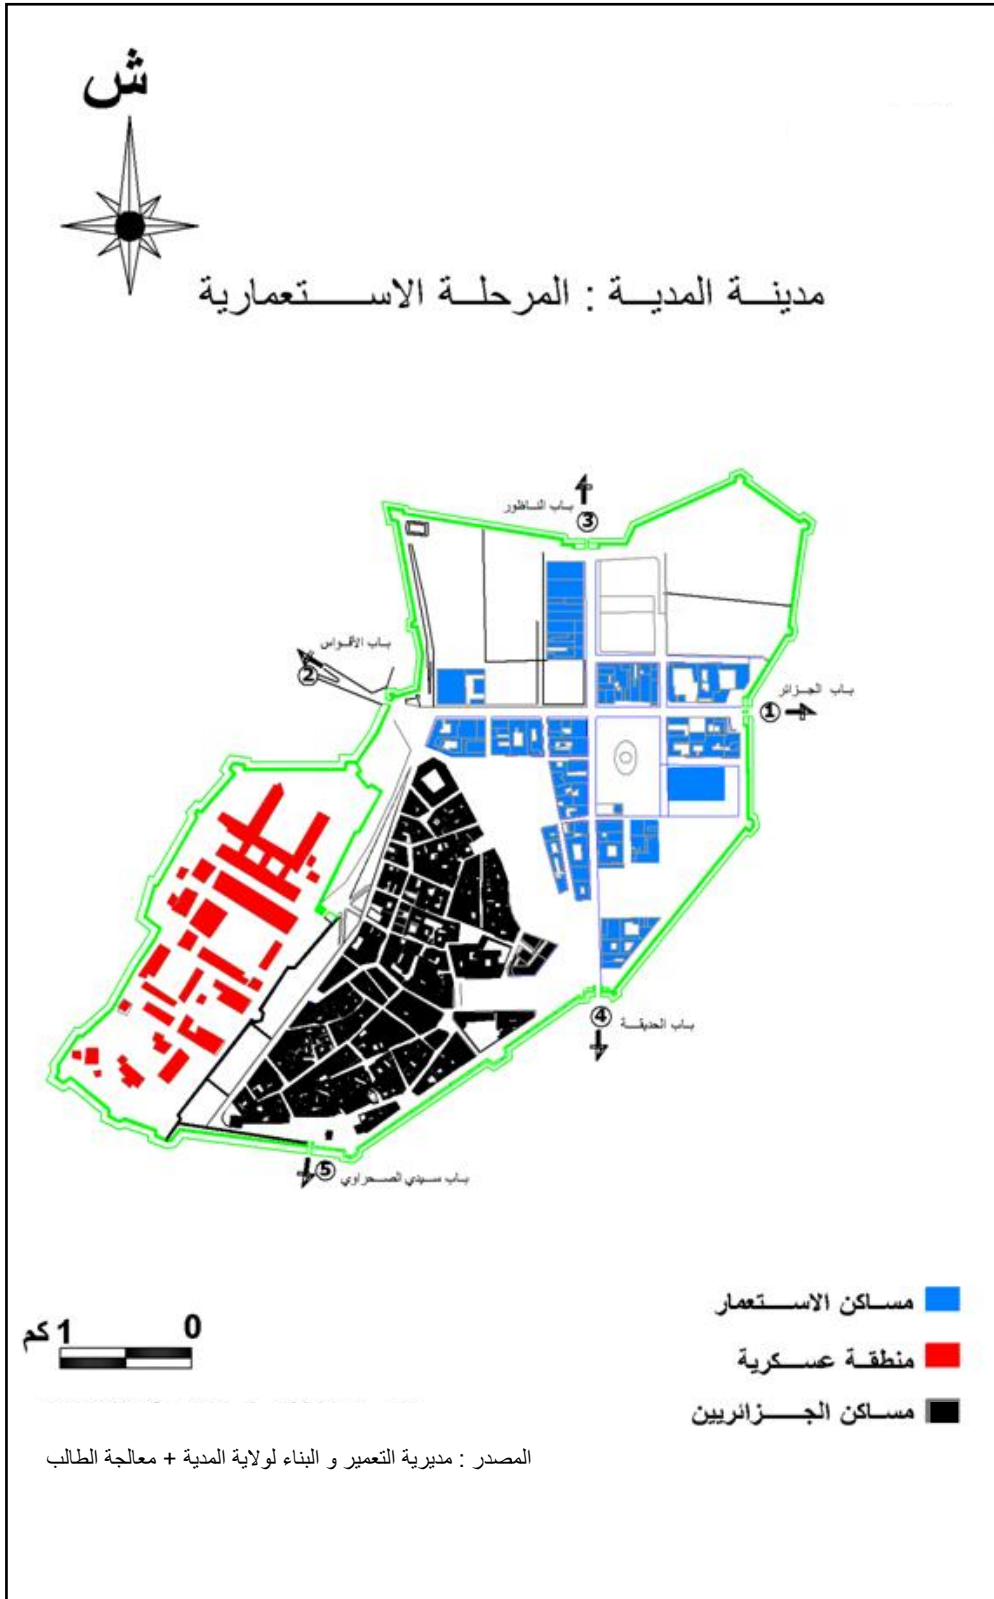 ش
مدينة المدية : المرحلة الاستعمارية
باب الناظور
3
باب الأقواس
2
باب الجزائر
1
4
باب الحديقة
5
باب سيدي الصحراوي
مساكن الاستعمار
منطقة عسكرية
مساكن الجزائريين
0
1 كم
المصدر : مديرية التعمير و البناء لولاية المدية + معالجة الطالب